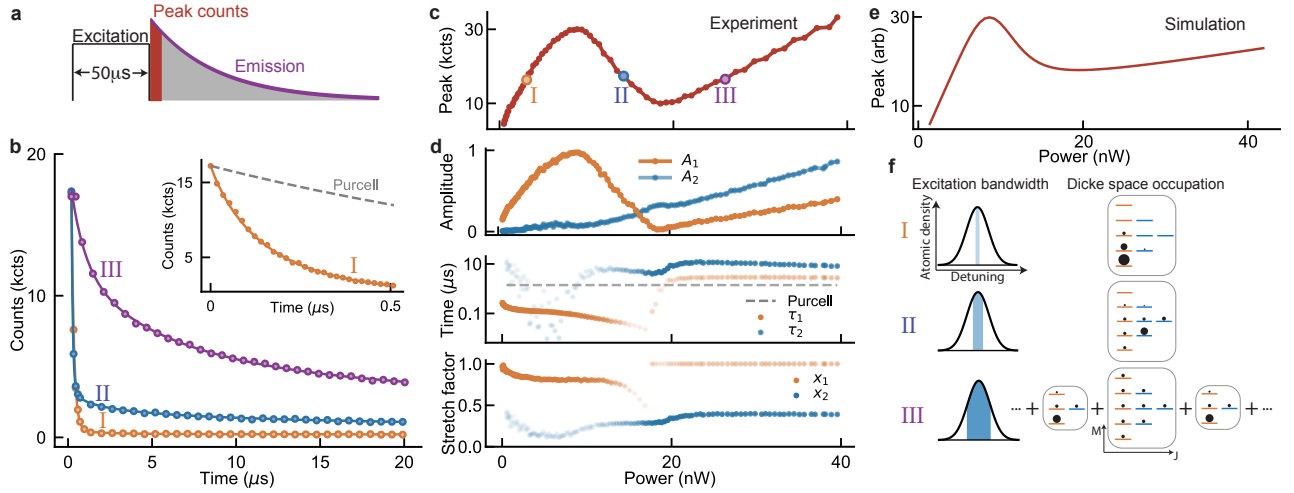 a
Peak counts
Excitation
Emission
50μs
b
20
10
0
Counts (kcts)
0
5
10
15
20
Time (μs)
III
II
I
15
5
Counts (kcts)
0
0.5
Time (μs)
Purcell
I
c
Experiment
30
10
Peak (kcts)
I
II
III
0
20
40
d
1
0
Amplitude
A1
A2
10
0.1
Time (μs)
Purcell
τ1
τ2
1.0
0.5
0.0
Stretch factor
x1
x2
0
10
20
30
40
Power (nW)
e
Simulation
30
10
Peak (arb)
0
20
40
Power (nW)
f
Excitation bandwidth
Dicke space occupation
Atomic density
Detuning
I
II
III
··· + + + + ···
M
J